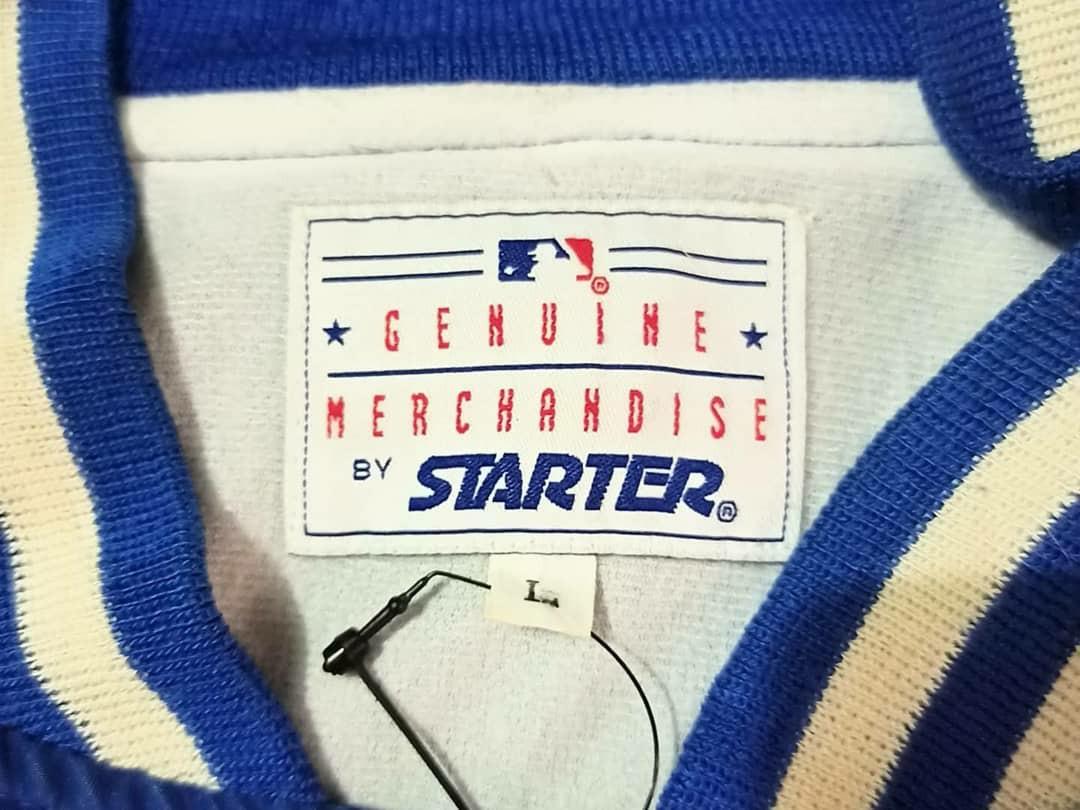 GENUINE
MERCHANDISE
BY STARTER®
L